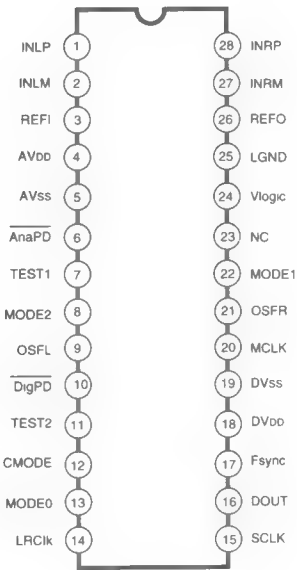 INLP 1 28 INRP
INLM 2 27 INRM
REFI 3 26 REFO
AVDD 4 25 LGND
AVSS 5 24 Vlogic
AnaPD 6 23 NC
TEST1 7 22 MODE1
MODE2 8 21 OSFR
OSFL 9 20 MCLK
DigPD 10 19 DVSS
TEST2 11 18 DVDD
CMODE 12 17 Fsync
MODE0 13 16 DOUT
LRClk 14 15 SCLK